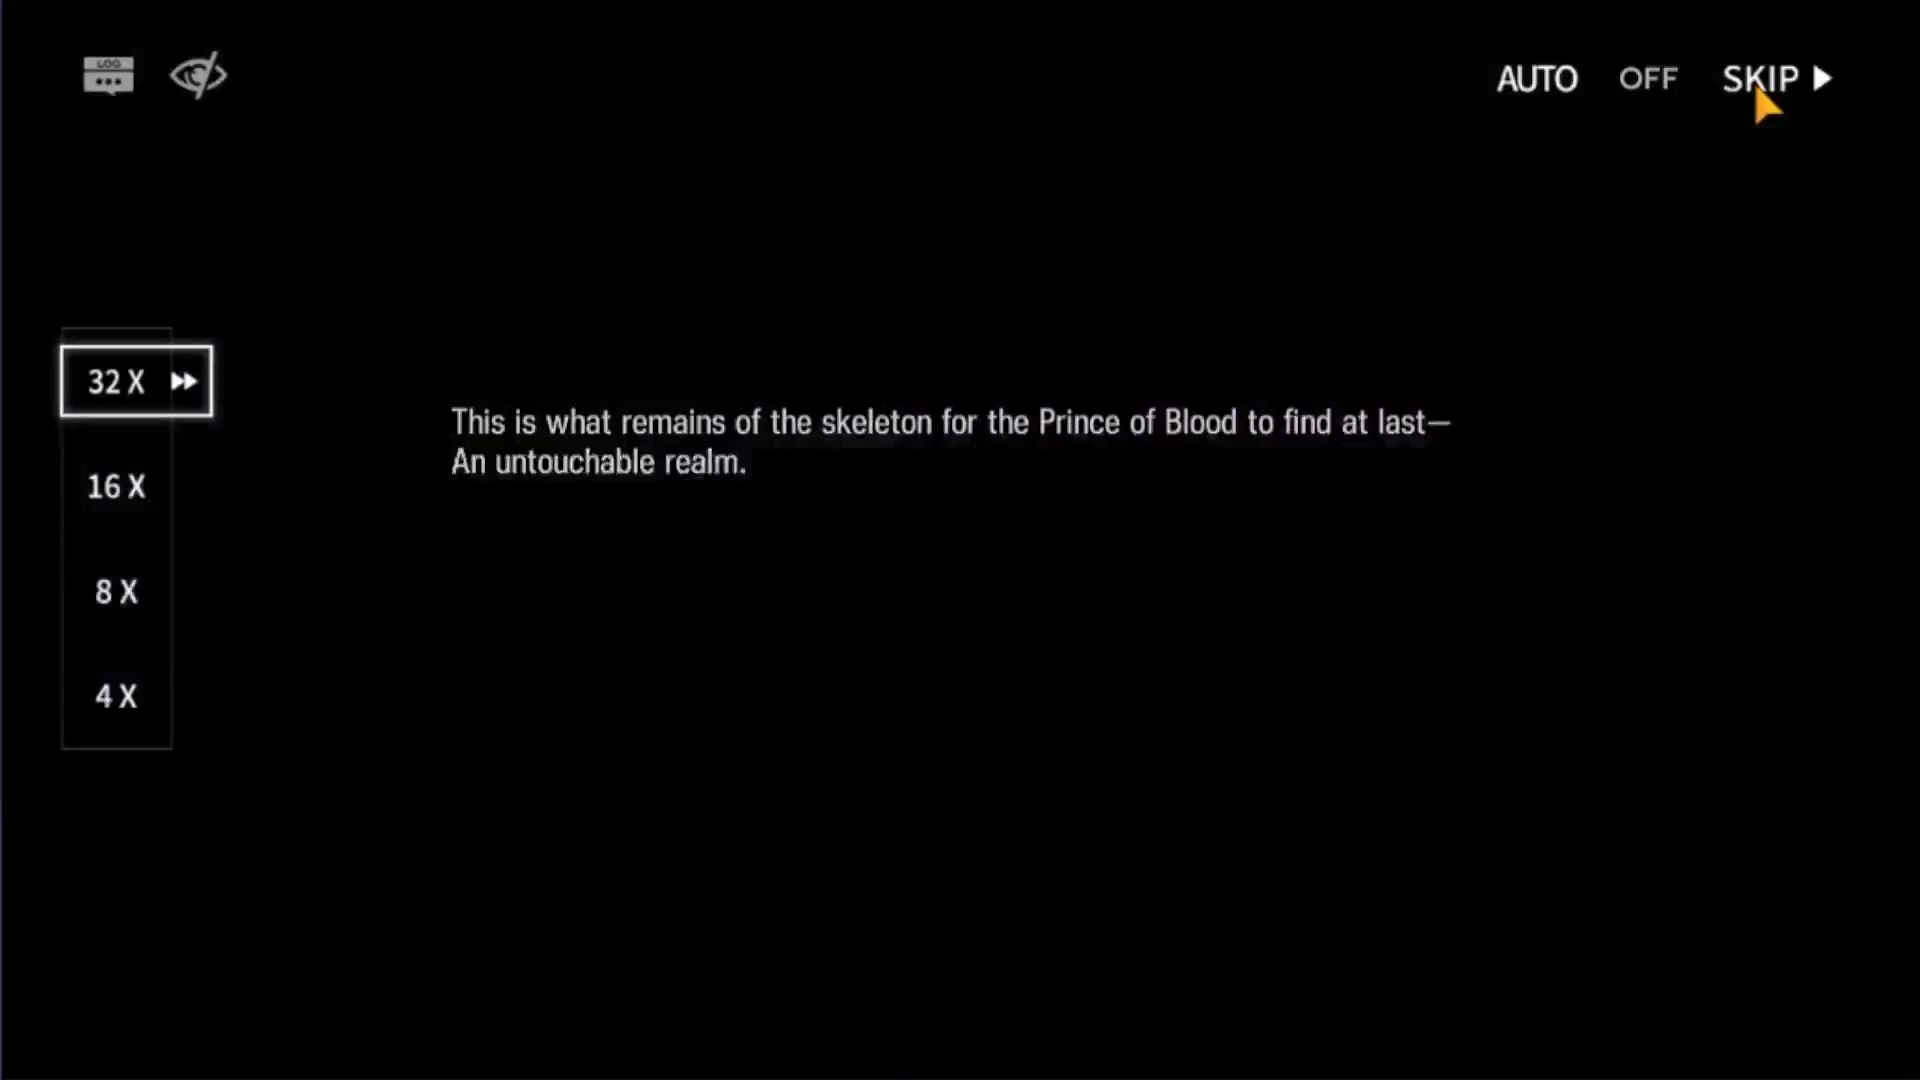 LOG
AUTO OFF SKIP
32 X
This is what remains of the skeleton for the Prince of Blood to find at last—
An untouchable realm.
16 X
8 X
4 X